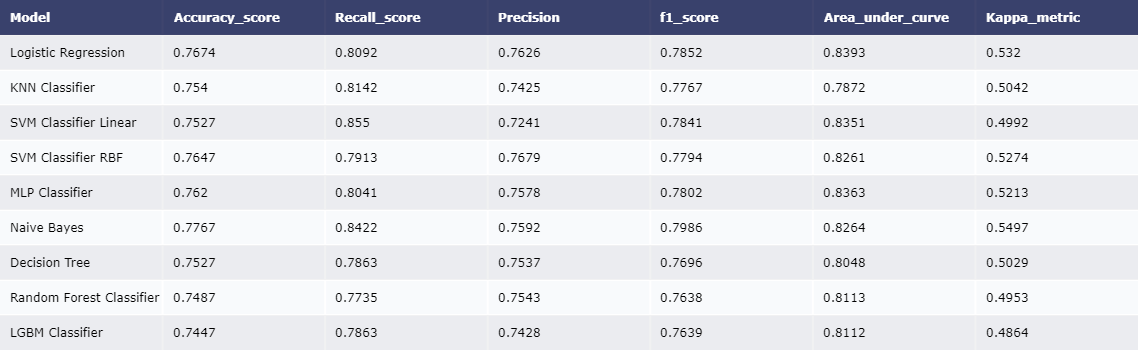 Model Accuracy_score Recall_score Precision f1_score Area_under_curve Kappa_metric
Logistic Regression 0.7674 0.8092 0.7626 0.7852 0.8393 0.532
KNN Classifier 0.754 0.8142 0.7425 0.7767 0.7872 0.5042
SVM Classifier Linear 0.7527 0.855 0.7241 0.7841 0.8351 0.4992
SVM Classifier RBF 0.7647 0.7913 0.7679 0.7794 0.8261 0.5274
MLP Classifier 0.762 0.8041 0.7578 0.7802 0.8363 0.5213
Naive Bayes 0.7767 0.8422 0.7592 0.7986 0.8264 0.5497
Decision Tree 0.7527 0.7863 0.7537 0.7696 0.8048 0.5029
Random Forest Classifier 0.7487 0.7735 0.7543 0.7638 0.8113 0.4953
LGBM Classifier 0.7447 0.7863 0.7428 0.7639 0.8112 0.4864